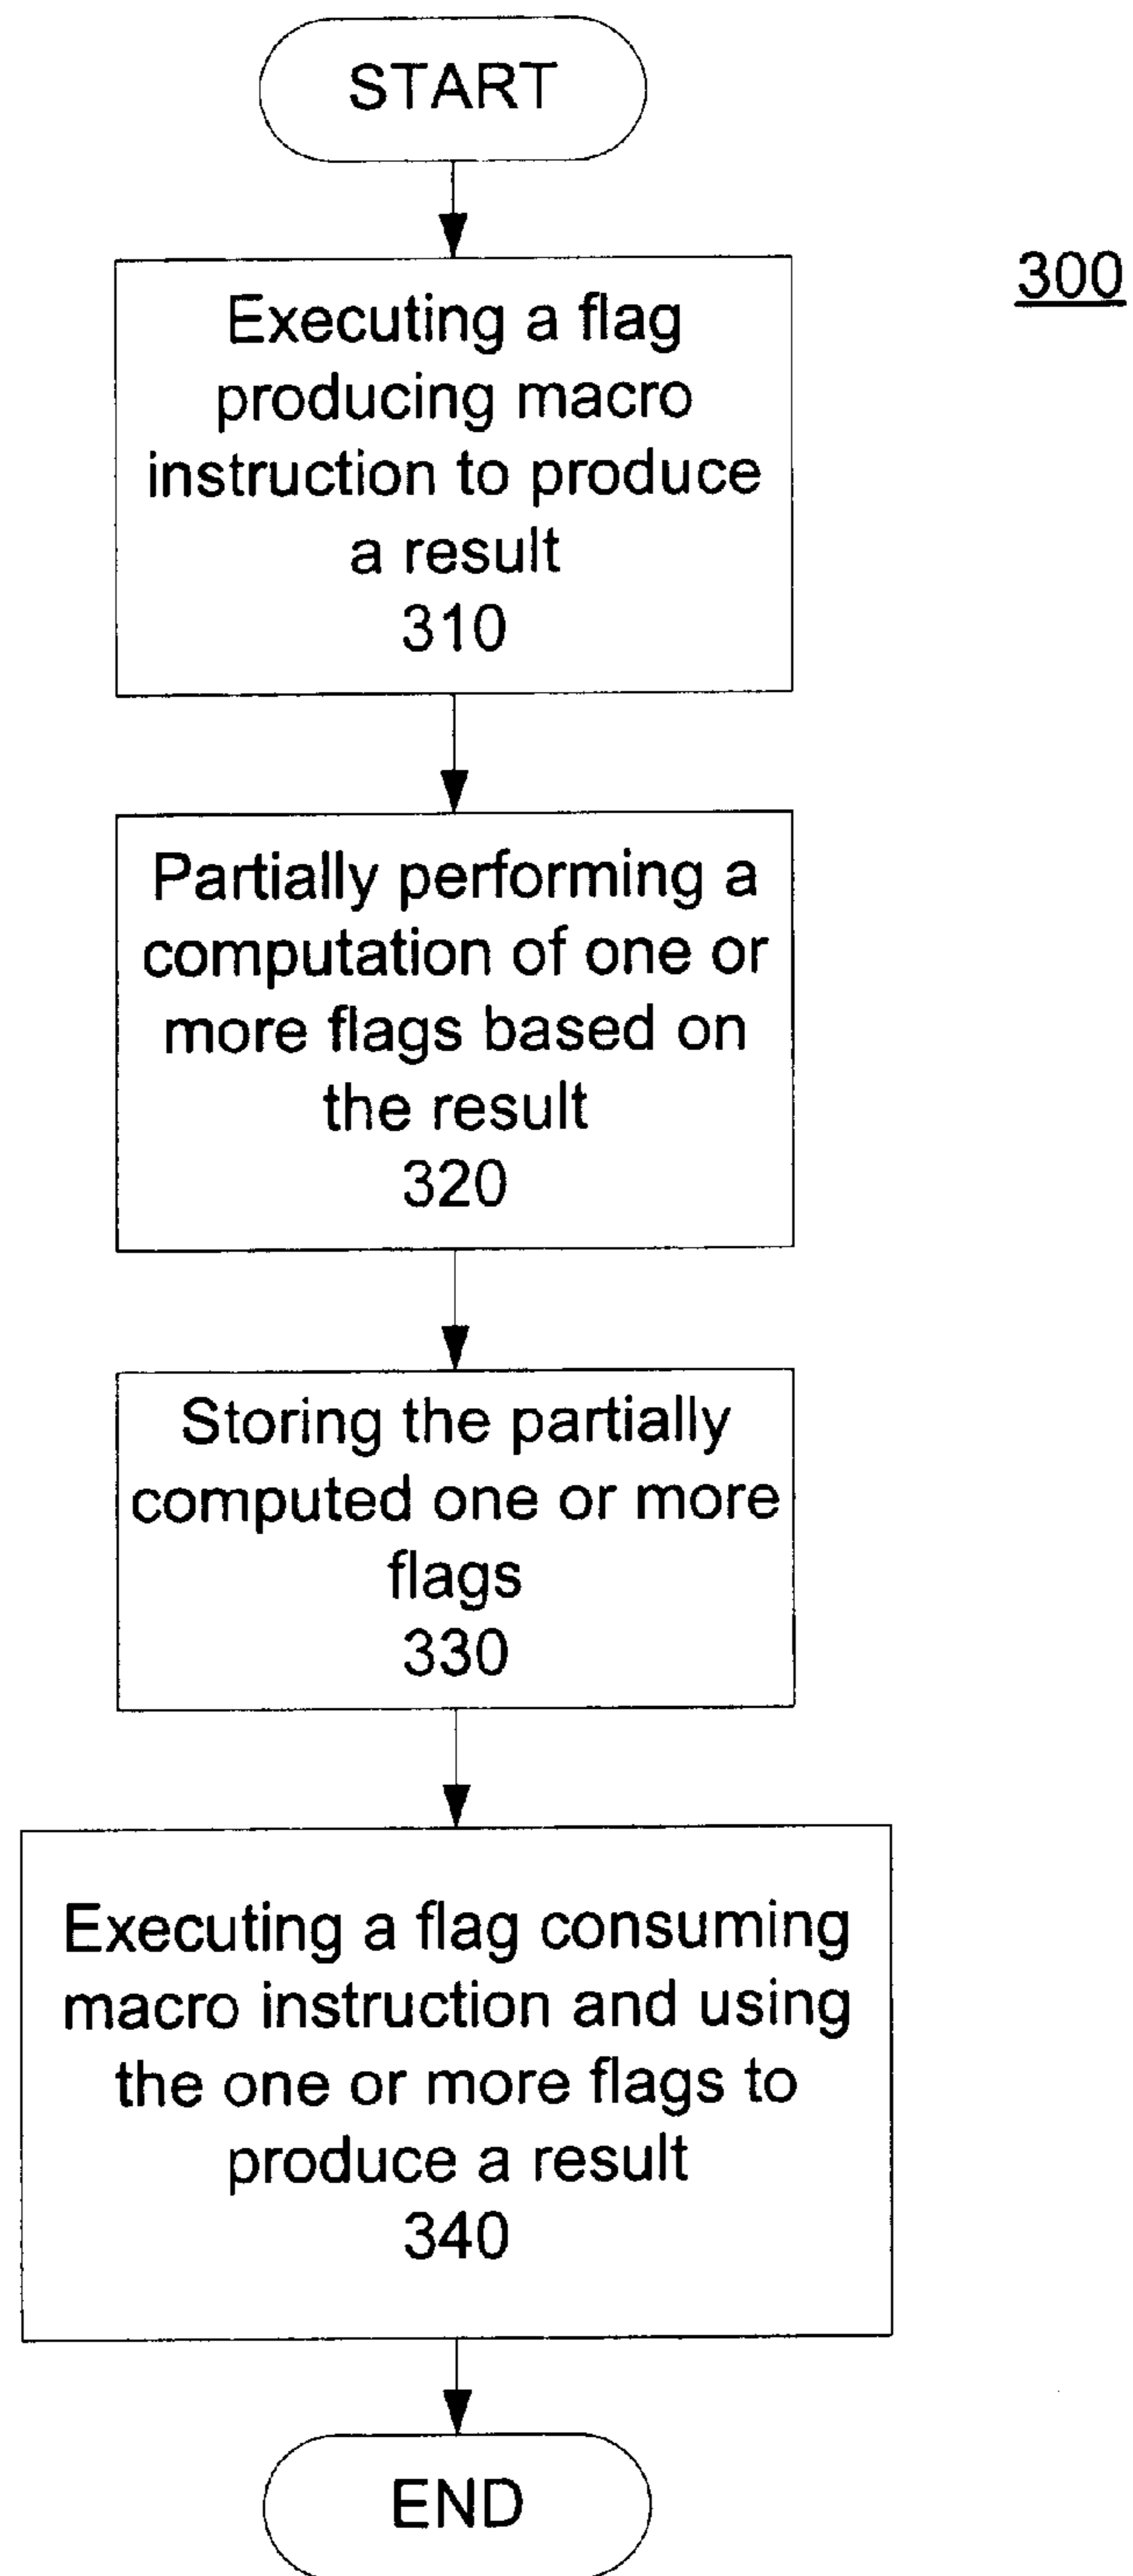 START
300
Executing a flag
producing macro
instruction to produce
a result
310
Partially performing a
computation of one or
more flags based on
the result
320
Storing the partially
computed one or more
flags
330
Executing a flag consuming
macro instruction and using
the one or more flags to
produce a result
340
END